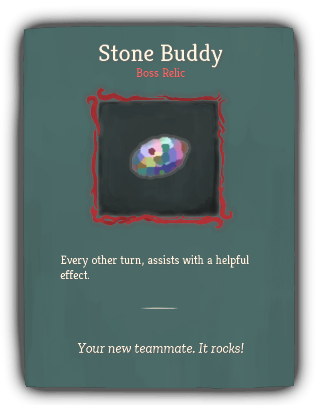 Stone Buddy
Boss Relic
Every other turn, assists with a helpful
effect.
Your new teammate. It rocks!